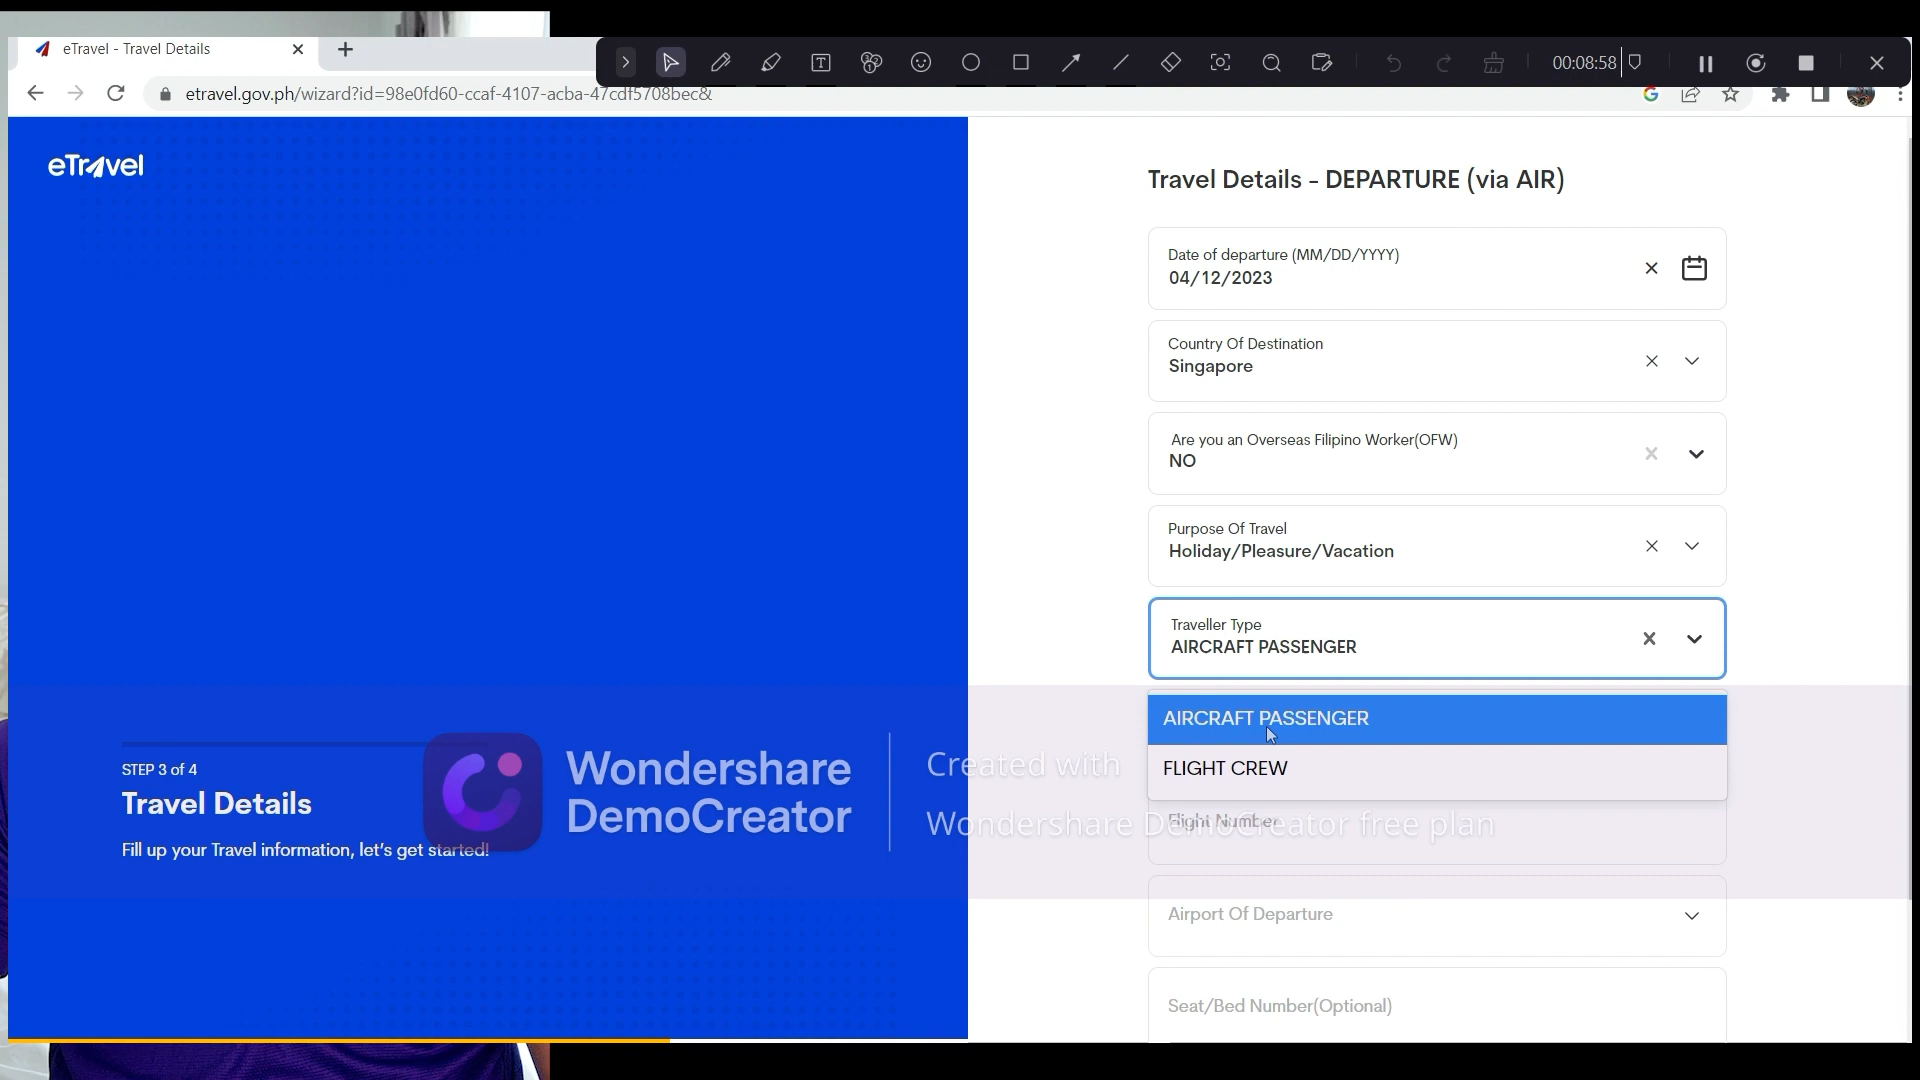 eTravel - Travel Details
00:08:58
etravel.gov.ph/wizard?id=98e0fd60-ccaf-4107-acba-47cdf5708bec&
eTravel
Travel Details - DEPARTURE (via AIR)
Date of departure (MM/DD/YYYY)
04/12/2023
Country Of Destination
Singapore
Are you an Overseas Filipino Worker(OFW)
NO
Purpose Of Travel
Holiday/Pleasure/Vacation
Traveller Type
AIRCRAFT PASSENGER
AIRCRAFT PASSENGER
FLIGHT CREW
Flight Number
Airport Of Departure
Seat/Bed Number(Optional)
STEP 3 of 4
Travel Details
Fill up your Travel information, let's get started!
Wondershare
DemoCreator
Created with
Wondershare DemoCreator free plan